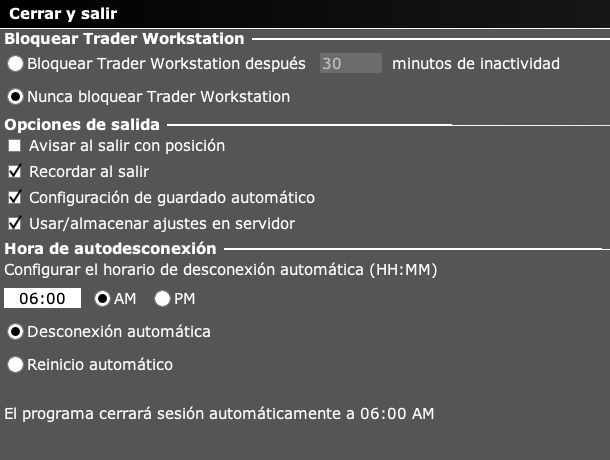 Cerrar y salir
Bloquear Trader Workstation
Bloquear Trader Workstation después 30 minutos de inactividad
Nunca bloquear Trader Workstation
Opciones de salida
Avisar al salir con posición
Recordar al salir
Configuración de guardado automático
Usar/almacenar ajustes en servidor
Hora de autodesconexión
Configurar el horario de desconexión automática (HH:MM)
06:00 AM PM
Desconexión automática
Reinicio automático
El programa cerrará sesión automáticamente a 06:00 AM